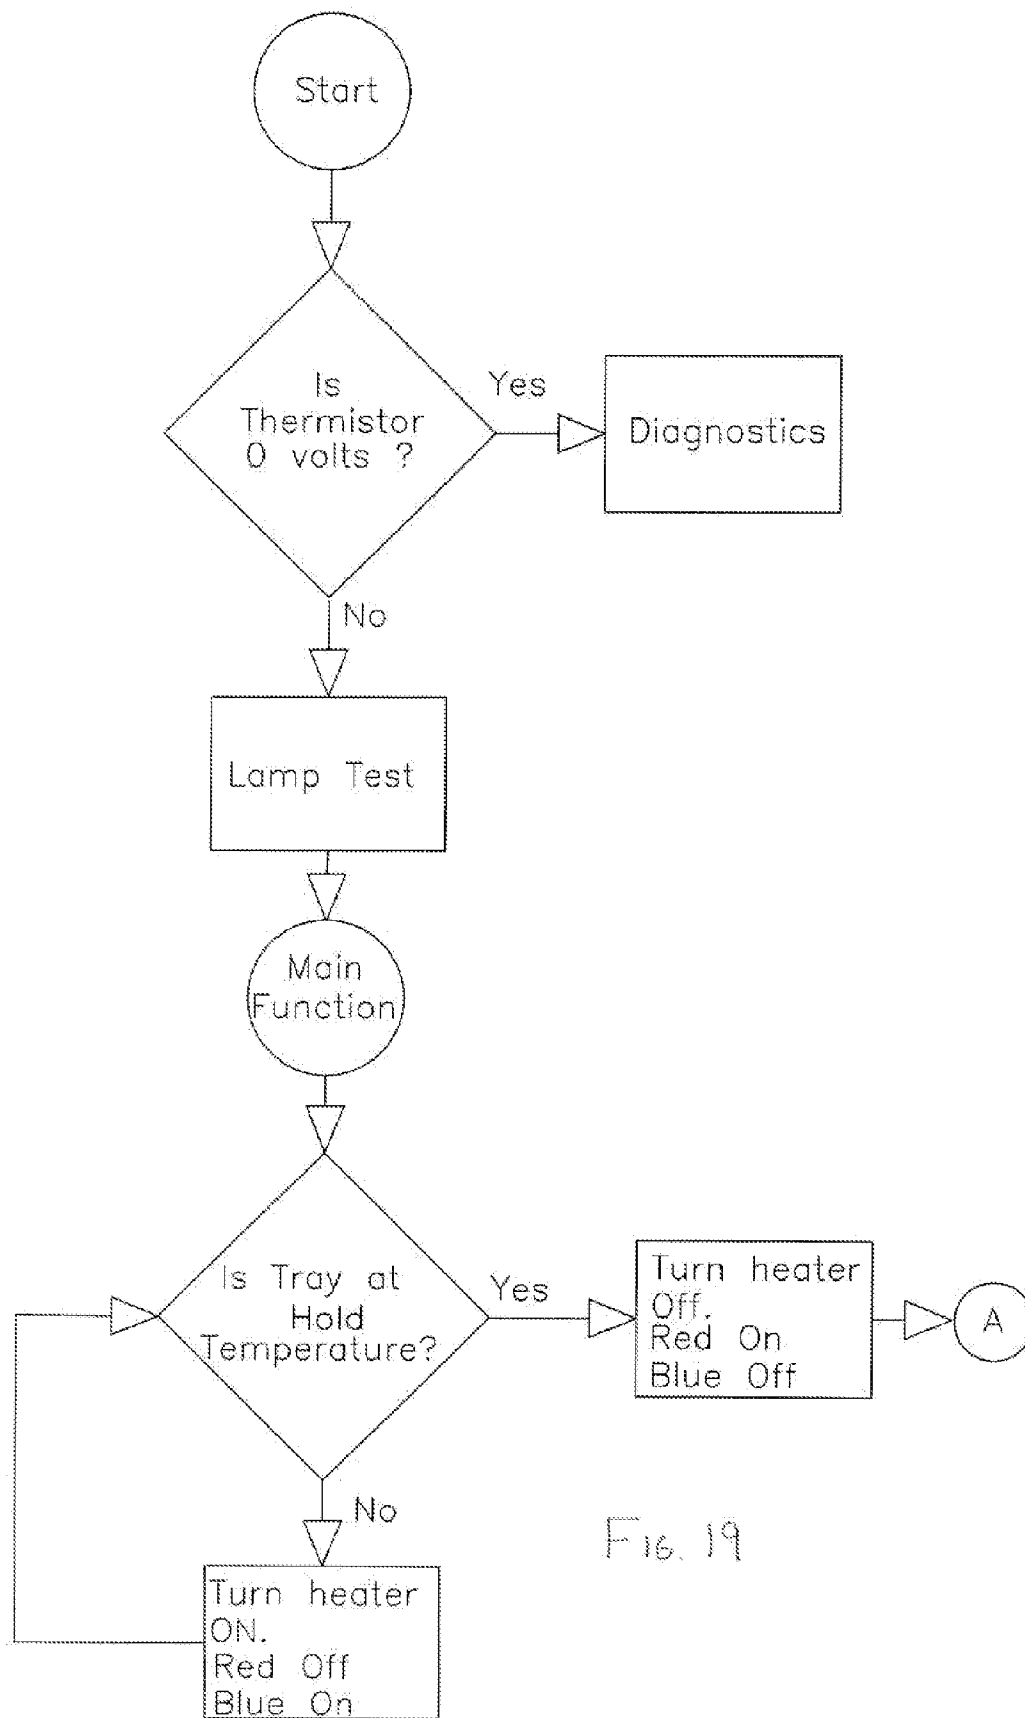 Start
Is
Thermistor
0 volts ?
Yes
Diagnostics
No
Lamp Test
Main
Function
Is Tray at
Hold
Temperature?
Yes
Turn heater
Off.
Red On
Blue Off
A
No
Turn heater
ON.
Red Off
Blue On
FIG. 19